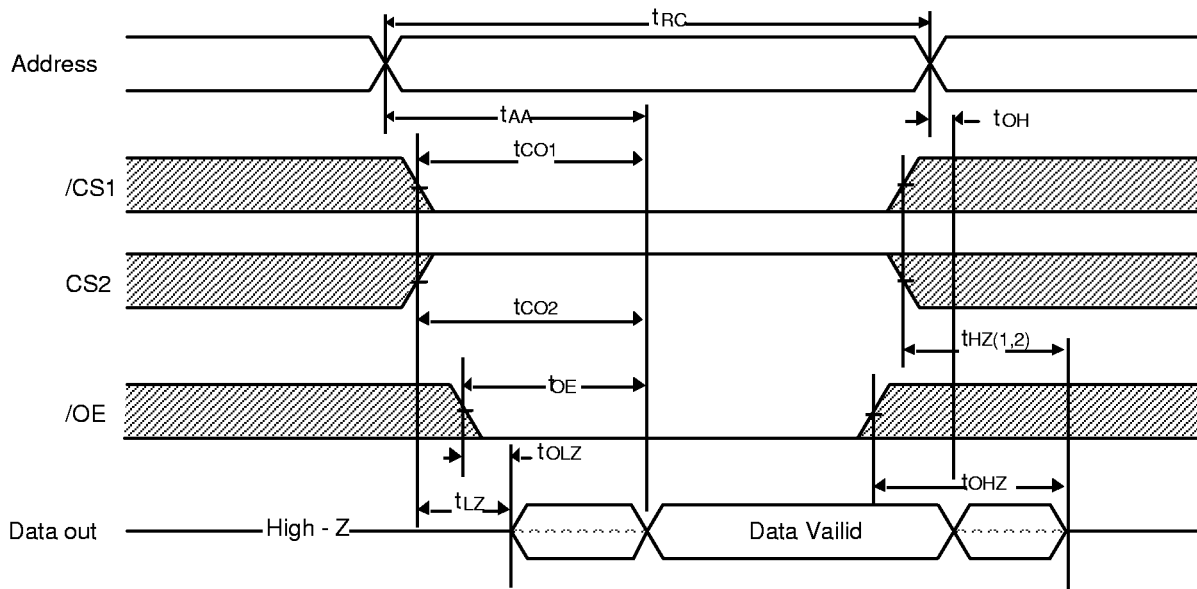 tRC
Address
tAA
tOH
tCO1
/CS1
CS2
tCO2
tHZ(1,2)
tOE
/OE
tOLZ
tOHZ
tLZ
Data out
High - Z
Data Vailid